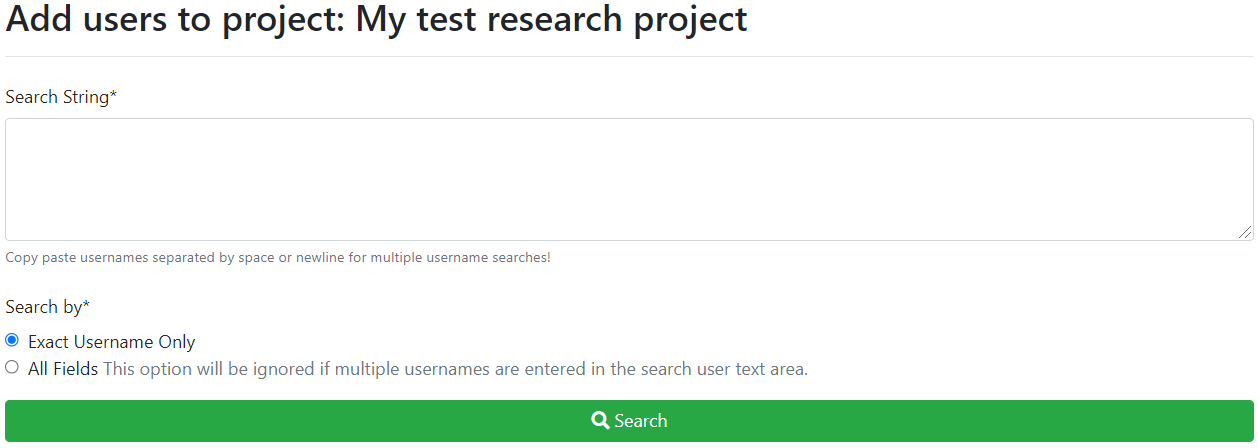 Add users to project: My test research project
Search String*
Copy paste usernames separated by space or newline for multiple username searches!
Search by*
Exact Username Only
All Fields This option will be ignored if multiple usernames are entered in the search user text area.
Search